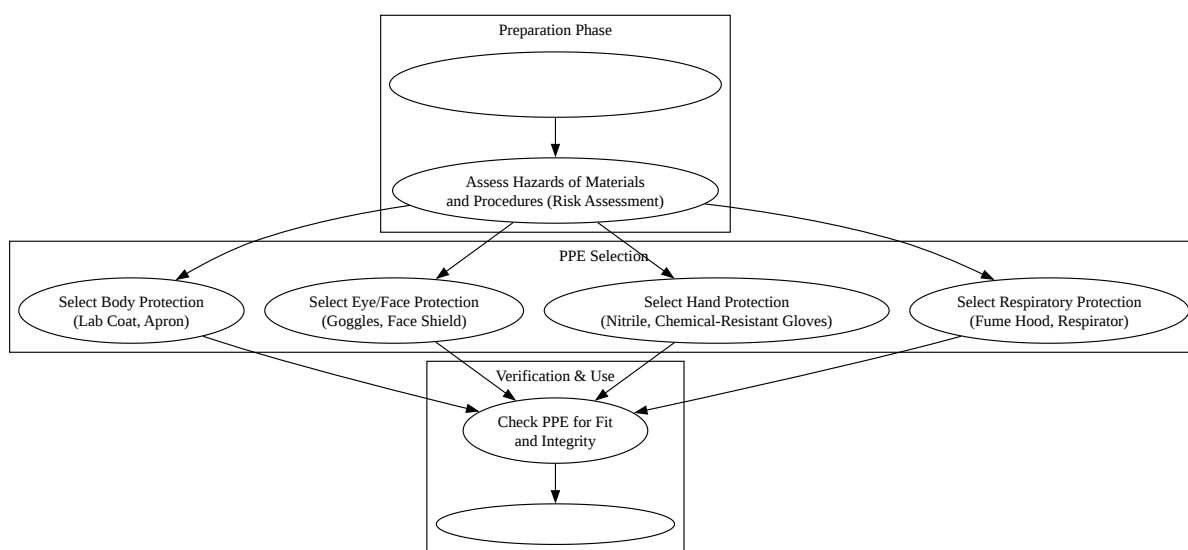 Preparation Phase
Assess Hazards of Materials
and Procedures (Risk Assessment)
PPE Selection
Select Body Protection
(Lab Coat, Apron)
Select Eye/Face Protection
(Goggles, Face Shield)
Select Hand Protection
(Nitrile, Chemical-Resistant Gloves)
Select Respiratory Protection
(Fume Hood, Respirator)
Verification & Use
Check PPE for Fit
and Integrity